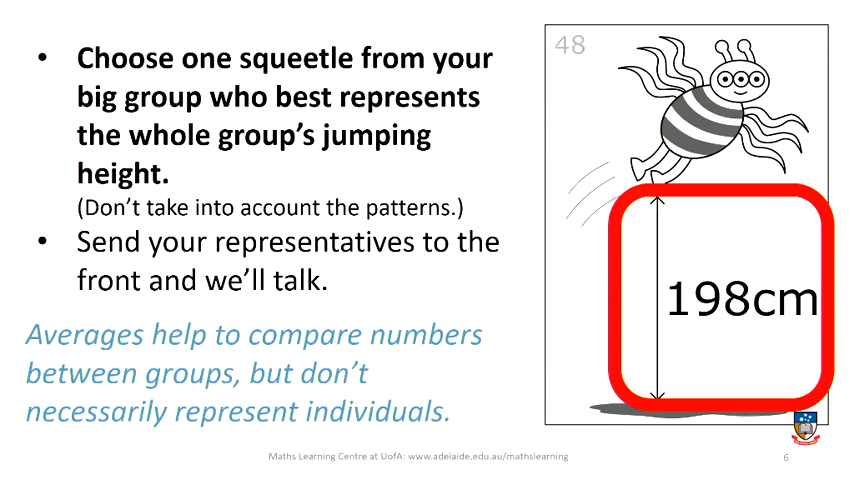 • Choose one squeetle from your
big group who best represents
the whole group's jumping
height.
(Don't take into account the patterns.)
• Send your representatives to the
front and we'll talk.
Averages help to compare numbers
between groups, but don't
necessarily represent individuals.
48
198cm
Maths Learning Centre at UofA: www.adelaide.edu.au/mathslearning
6